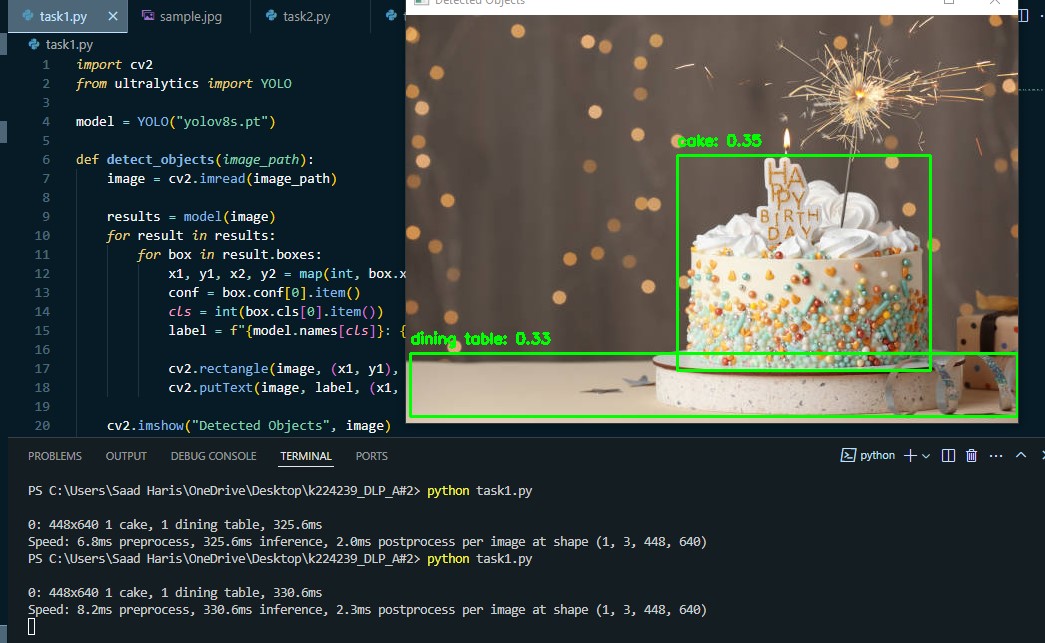 task1.py
sample.jpg
task2.py
Detected Objects
task1.py
1 import cv2
2 from ultralytics import YOLO
3
4 model = YOLO("yolov8s.pt")
5
6 def detect_objects(image_path):
7 image = cv2.imread(image_path)
8
9 results = model(image)
10 for result in results:
11 for box in result.boxes:
12 x1, y1, x2, y2 = map(int, box.x
13 conf = box.conf[0].item()
14 cls = int(box.cls[0].item())
15 label = f"{model.names[cls]}: {
16
17 cv2.rectangle(image, (x1, y1),
18 cv2.putText(image, label, (x1,
19
20 cv2.imshow("Detected Objects", image)
cake: 0.35
HA
PPY
BIRTH
DAY
dining table: 0.33
PROBLEMS OUTPUT DEBUG CONSOLE TERMINAL PORTS
python
PS C:\Users\Saad Haris\OneDrive\Desktop\k224239_DLP_A#2> python task1.py
0: 448x640 1 cake, 1 dining table, 325.6ms
Speed: 6.8ms preprocess, 325.6ms inference, 2.0ms postprocess per image at shape (1, 3, 448, 640)
PS C:\Users\Saad Haris\OneDrive\Desktop\k224239_DLP_A#2> python task1.py
0: 448x640 1 cake, 1 dining table, 330.6ms
Speed: 8.2ms preprocess, 330.6ms inference, 2.3ms postprocess per image at shape (1, 3, 448, 640)